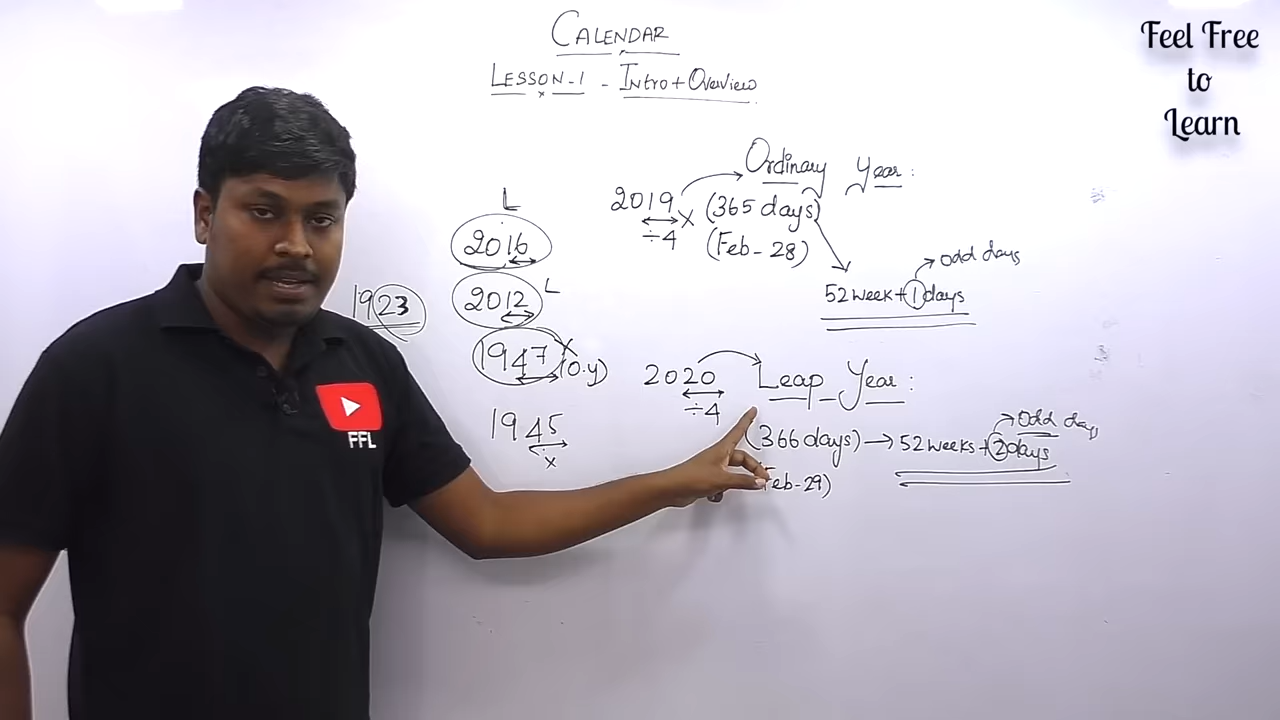 CALENDAR
LESSON-1 - Intro + Overview
Feel Free
to
Learn
Ordinary Year :
2019 X (365 days)
÷4 (Feb - 28)
odd days
52 week + 1 days
L
2016
2012 L
1923
1947 X (O.y)
1945
x
2020 Leap Year :
÷4
(366 days) → 52 weeks + 2 days
odd days
Feb-29)
FFL